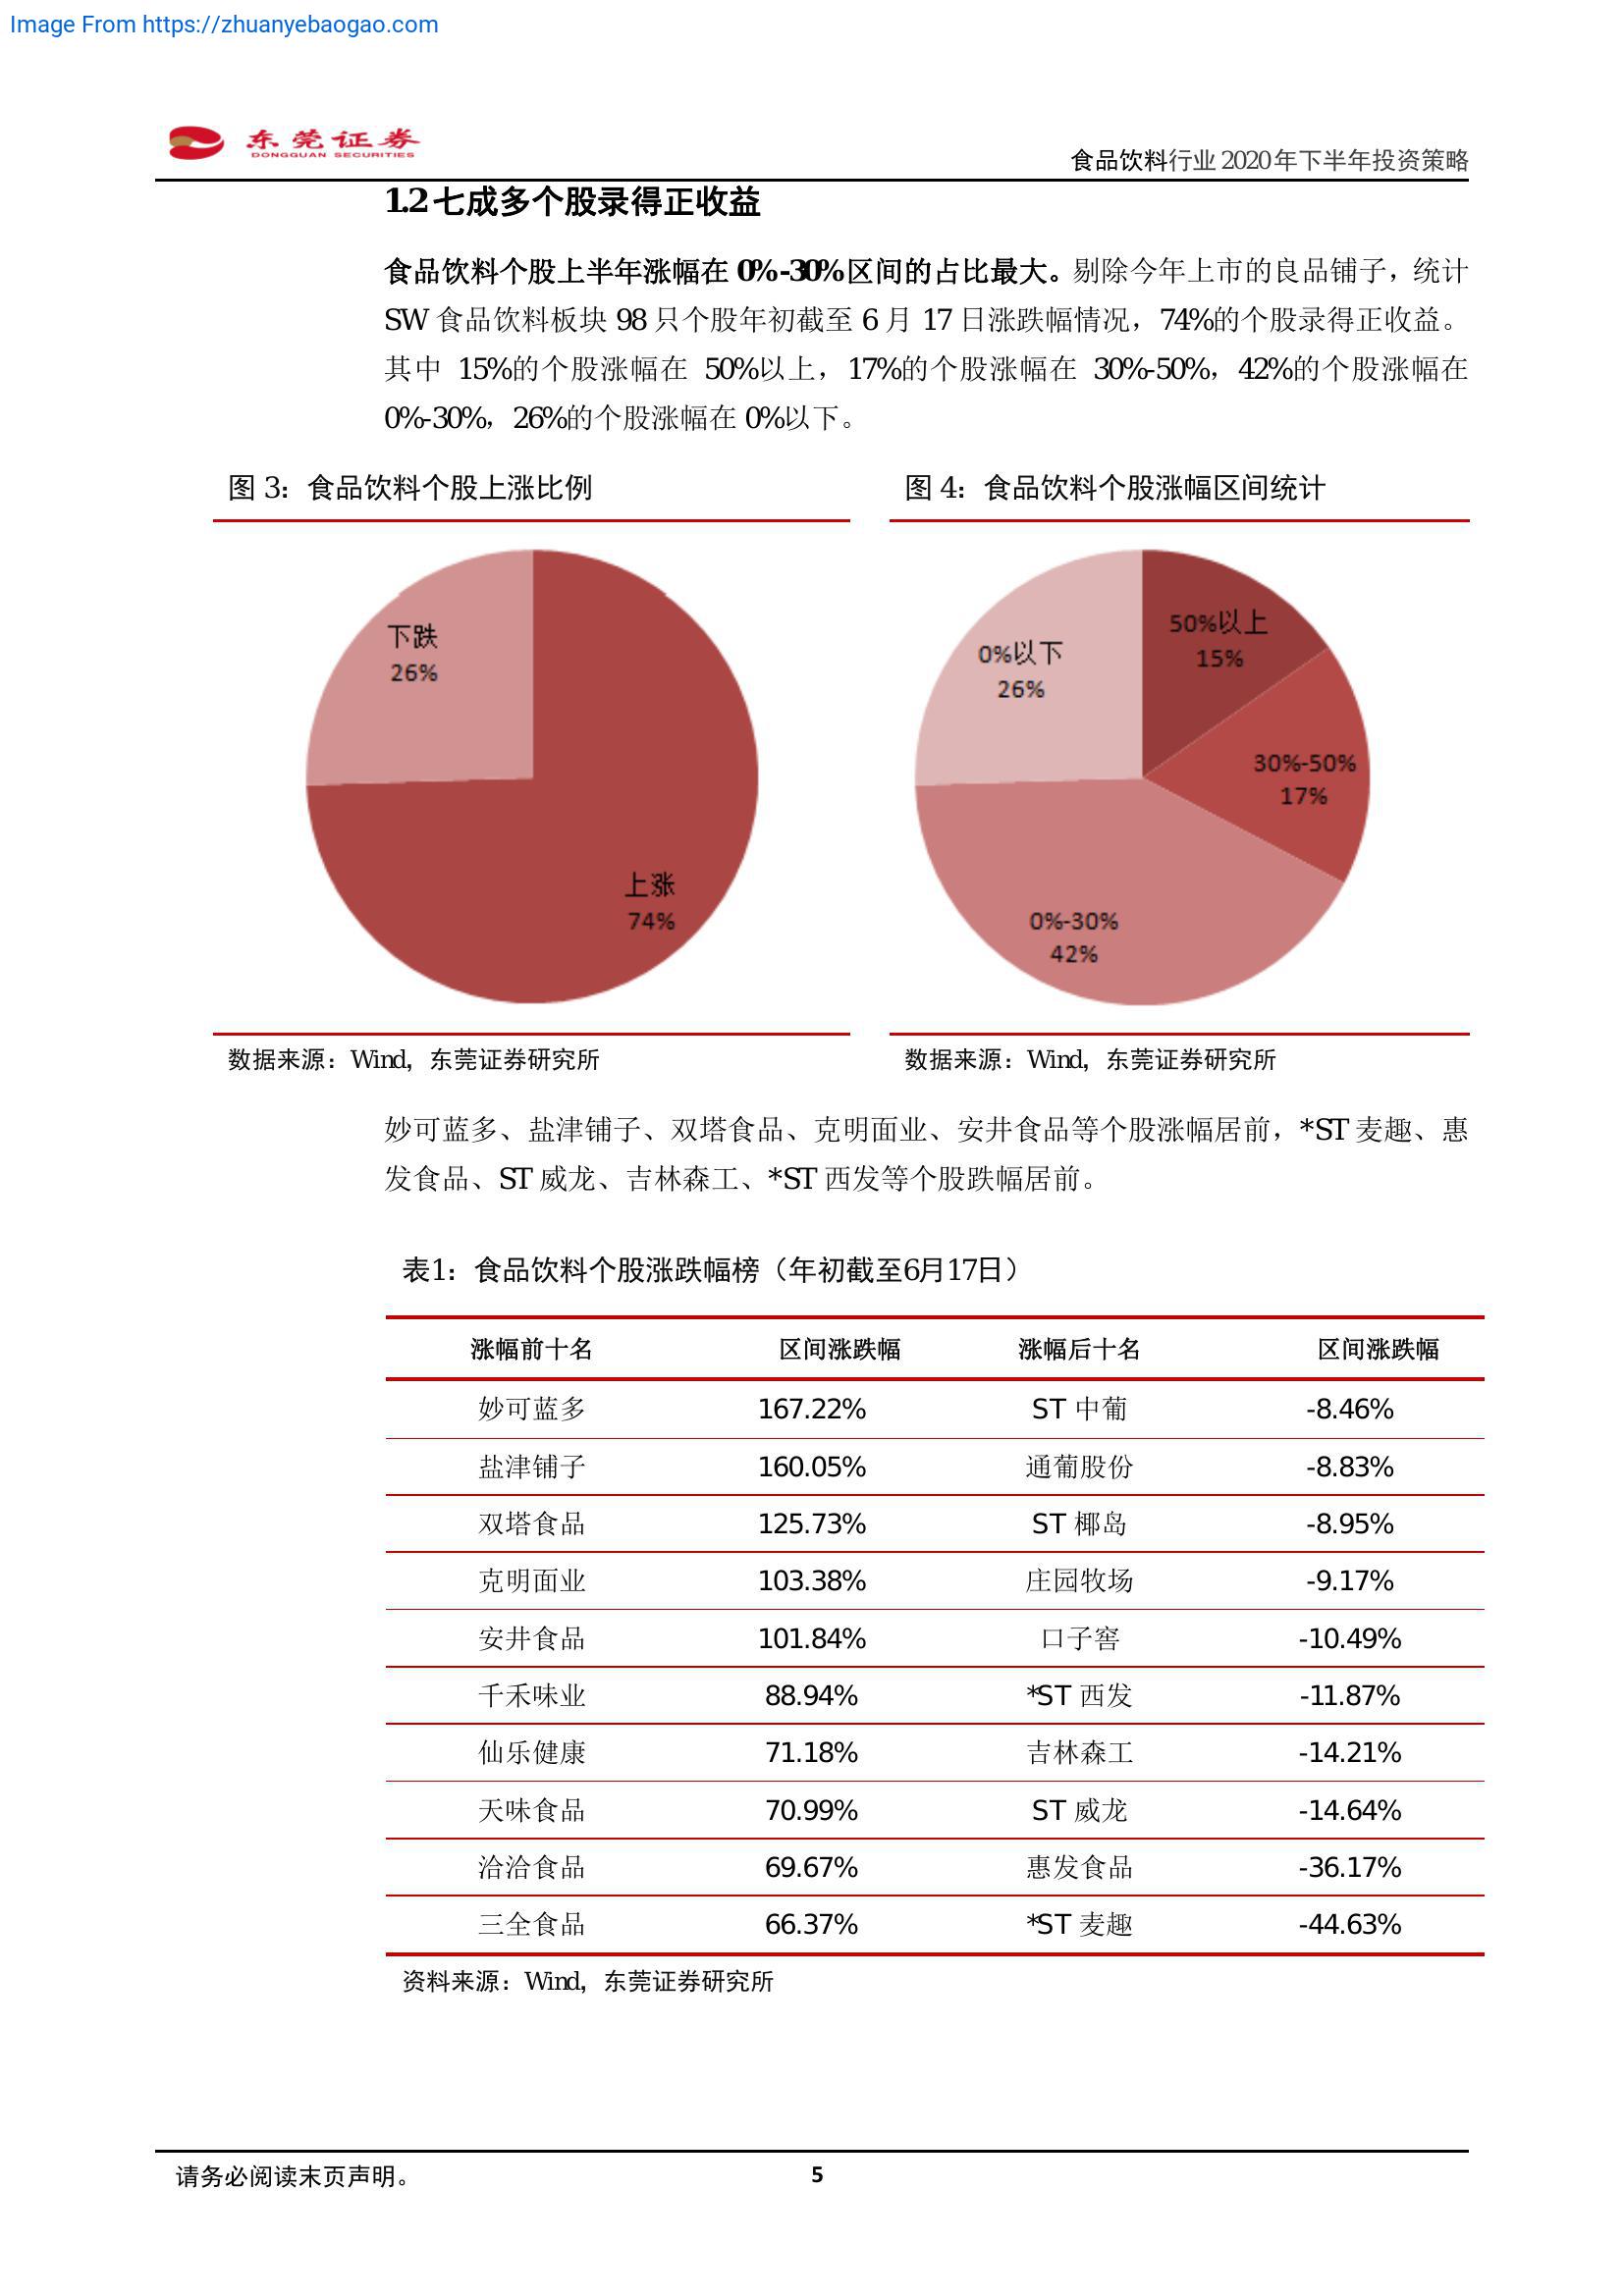 Image From https://zhuanyebaogao.com
东莞证券
DONGGUAN SECURITIES
食品饮料行业 2020 年下半年投资策略
1.2 七成多个股录得正收益
食品饮料个股上半年涨幅在 0%-30%区间的占比最大。剔除今年上市的良品铺子，统计
SW 食品饮料板块 98 只个股年初截至 6 月 17 日涨跌幅情况，74%的个股录得正收益。
其中 15%的个股涨幅在 50%以上，17%的个股涨幅在 30%-50%，42%的个股涨幅在
0%-30%，26%的个股涨幅在 0%以下。
图 3：食品饮料个股上涨比例
图 4：食品饮料个股涨幅区间统计
下跌
26%
上涨
74%
50%以上
15%
0%以下
26%
30%-50%
17%
0%-30%
42%
数据来源：Wind，东莞证券研究所
数据来源：Wind，东莞证券研究所
妙可蓝多、盐津铺子、双塔食品、克明面业、安井食品等个股涨幅居前，*ST 麦趣、惠
发食品、ST 威龙、吉林森工、*ST 西发等个股跌幅居前。
表1：食品饮料个股涨跌幅榜（年初截至6月17日）
涨幅前十名 区间涨跌幅 涨幅后十名 区间涨跌幅
妙可蓝多 167.22% ST 中葡 -8.46%
盐津铺子 160.05% 通葡股份 -8.83%
双塔食品 125.73% ST 椰岛 -8.95%
克明面业 103.38% 庄园牧场 -9.17%
安井食品 101.84% 口子窖 -10.49%
千禾味业 88.94% *ST 西发 -11.87%
仙乐健康 71.18% 吉林森工 -14.21%
天味食品 70.99% ST 威龙 -14.64%
洽洽食品 69.67% 惠发食品 -36.17%
三全食品 66.37% *ST 麦趣 -44.63%
资料来源：Wind，东莞证券研究所
请务必阅读末页声明。
5